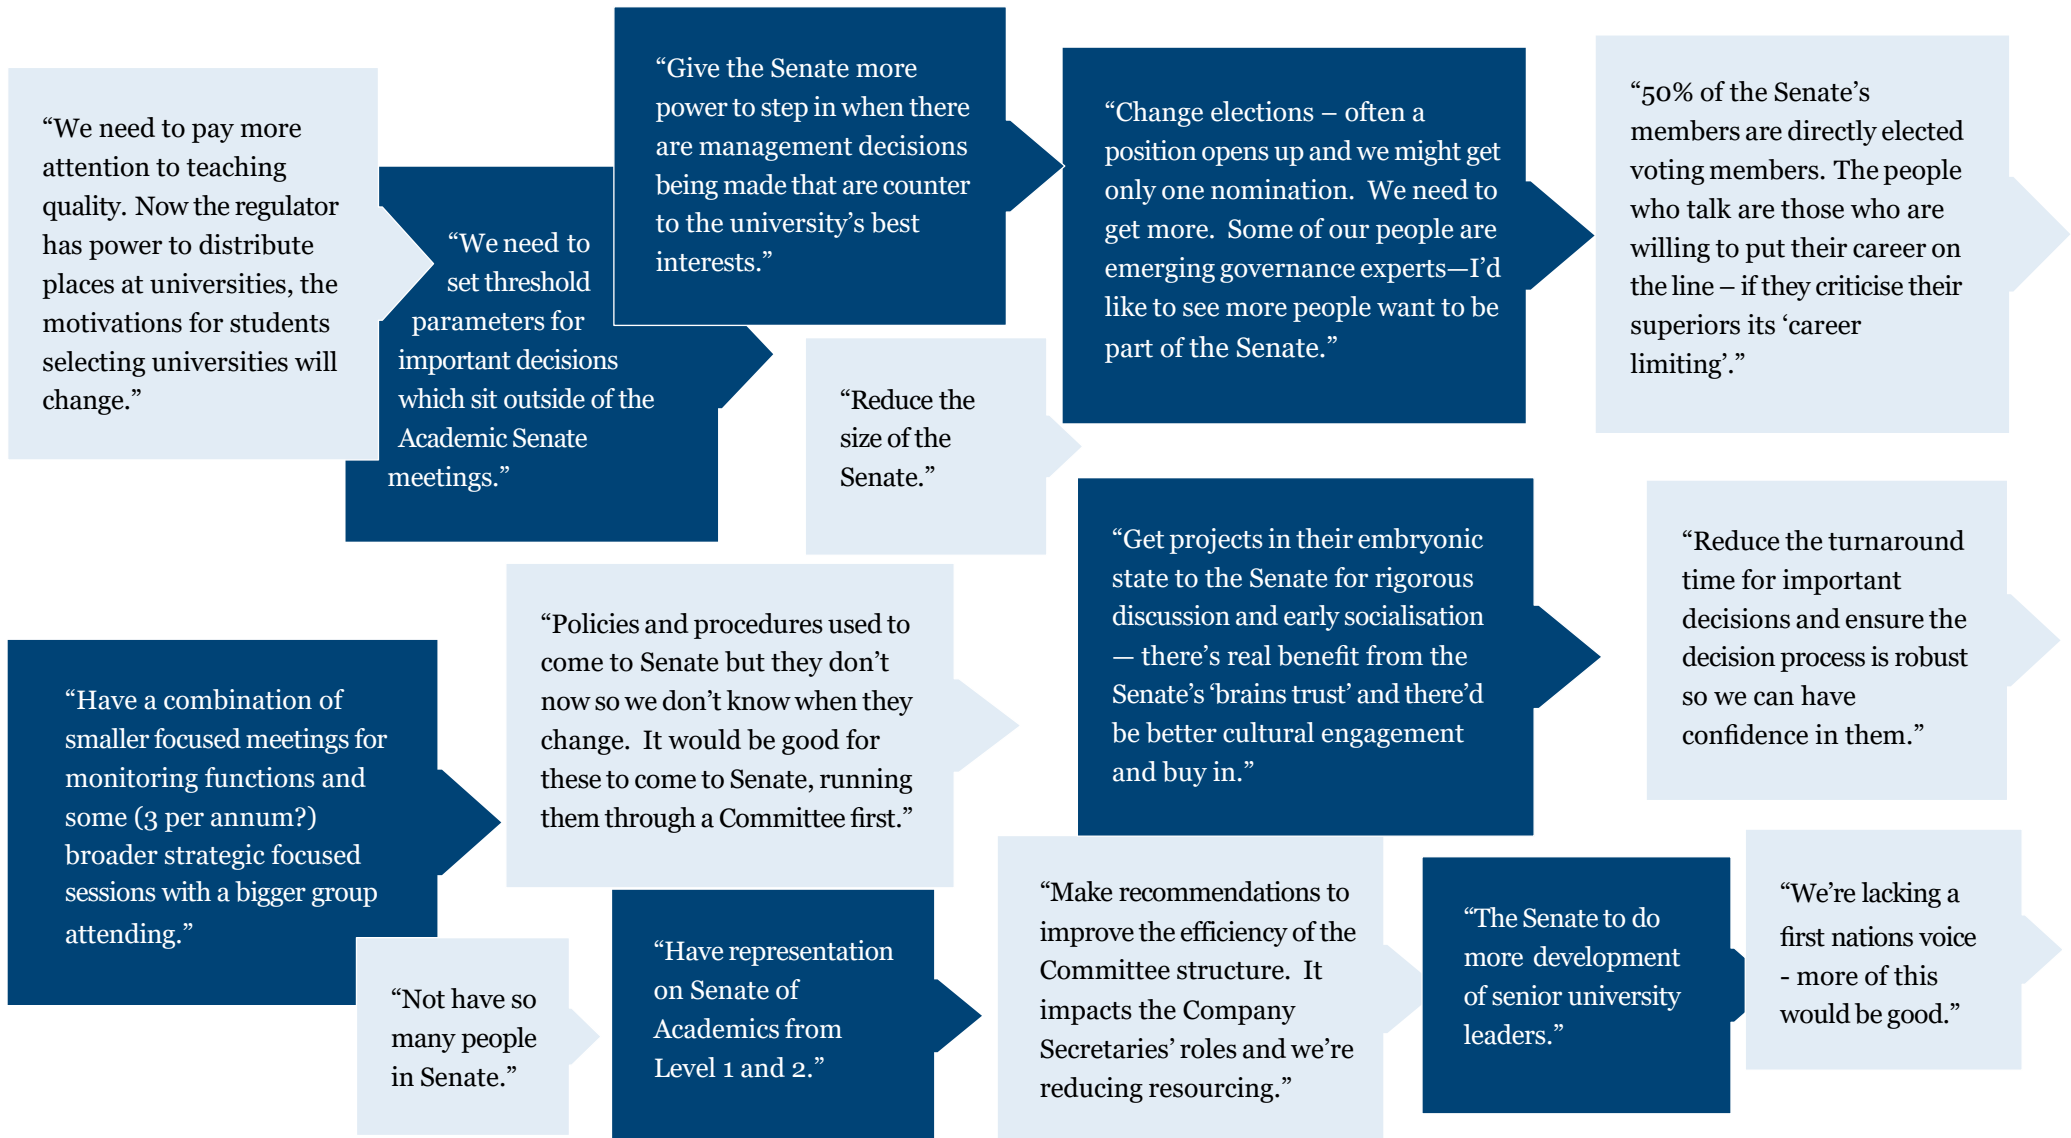 “We need to pay more
attention to teaching
quality.  Now the regulator
has power to distribute
places at universities, the
motivations for students
selecting universities will
change.”
“We need to
set threshold
parameters for
important decisions
which sit outside of the
Academic Senate
meetings.”
“Give the Senate more
power to step in when there
are management decisions
being made that are counter
to the university’s best
interests.”
“Reduce the
size of the
Senate.”
“Change elections – often a
position opens up and we might get
only one nomination.  We need to
get more.  Some of our people are
emerging governance experts—I’d
like to see more people want to be
part of the Senate.”
“50% of the Senate’s
members are directly elected
voting members.  The people
who talk are those who are
willing to put their career on
the line – if they criticise their
superiors its ‘career
limiting’.”
“Have a combination of
smaller focused meetings for
monitoring functions and
some (3 per annum?)
broader strategic focused
sessions with a bigger group
attending.”
“Policies and procedures used to
come to Senate but they don’t
now so we don’t know when they
change.  It would be good for
these to come to Senate, running
them through a Committee first.”
“Get projects in their embryonic
state to the Senate for rigorous
discussion and early socialisation
— there’s real benefit from the
Senate’s ‘brains trust’ and there’d
be better cultural engagement
and buy in.”
“Reduce the turnaround
time for important
decisions and ensure the
decision process is robust
so we can have
confidence in them.”
“Not have so
many people
in Senate.”
“Have representation
on Senate of
Academics from
Level 1 and 2.”
“Make recommendations to
improve the efficiency of the
Committee structure.  It
impacts the Company
Secretaries’ roles and we’re
reducing resourcing.”
“The Senate to do
more  development
of senior university
leaders.”
“We’re lacking a
first nations voice
- more of this
would be good.”